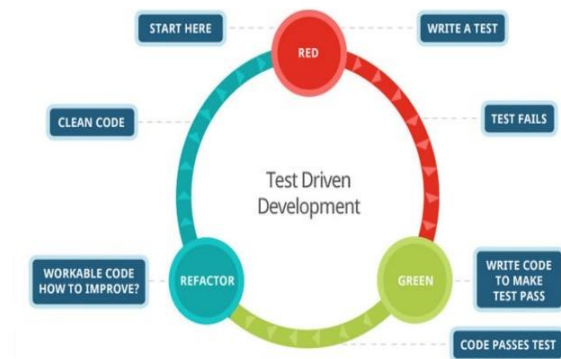 START HERE
RED
WRITE A TEST
CLEAN CODE
TEST FAILS
Test Driven
Development
WORKABLE CODE
HOW TO IMPROVE?
REFACTOR
GREEN
WRITE CODE
TO MAKE
TEST PASS
CODE PASSES TEST